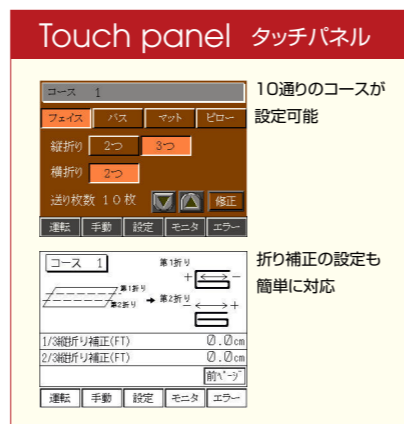 Touch panel タッチパネル
コース 1
フェイス バス マット ピロー
縦折り 2つ 3つ
横折り 2つ
送り枚数 10枚 修正
運転 手動 設定 モニタ エラー
10通りのコースが
設定可能
コース 1
第1折り
+
第1折り
第2折り
第2折り
- +
1/3縦折り補正(FT) 0.0cm
2/3縦折り補正(FT) 0.0cm
前ページ
運転 手動 設定 モニタ エラー
折り補正の設定も
簡単に対応